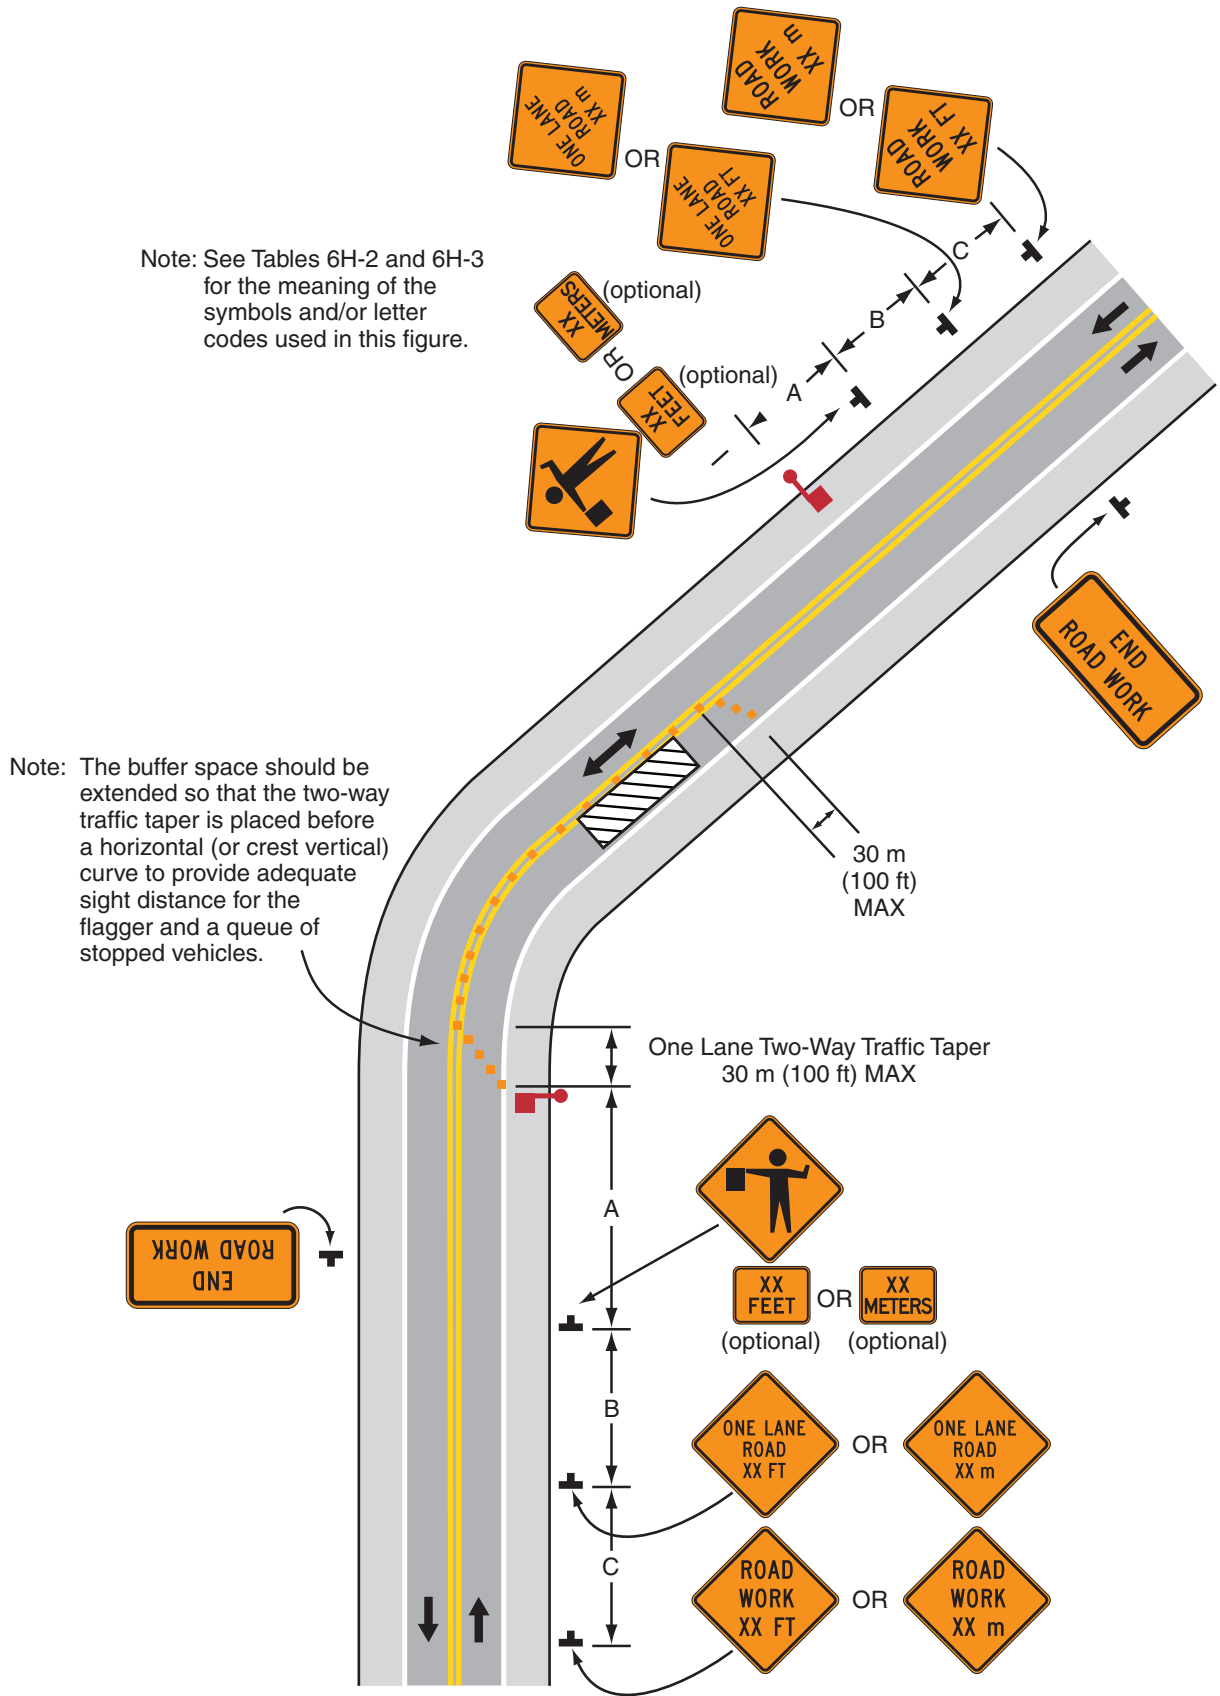 ROAD
WORK
XX m
OR
ROAD
WORK
XX FT
ONE LANE
ROAD
XX m
OR
ONE LANE
ROAD
XX FT
C
B
A
Note: See Tables 6H-2 and 6H-3
for the meaning of the
symbols and/or letter
codes used in this figure.
XX
METERS
(optional)
OR
XX
FEET
(optional)
END
ROAD WORK
Note: The buffer space should be
extended so that the two-way
traffic taper is placed before
a horizontal (or crest vertical)
curve to provide adequate
sight distance for the
flagger and a queue of
stopped vehicles.
30 m
(100 ft)
MAX
One Lane Two-Way Traffic Taper
30 m (100 ft) MAX
A
END
ROAD WORK
XX
FEET
OR
XX
METERS
(optional)
(optional)
B
ONE LANE
ROAD
XX FT
OR
ONE LANE
ROAD
XX m
C
ROAD
WORK
XX FT
OR
ROAD
WORK
XX m